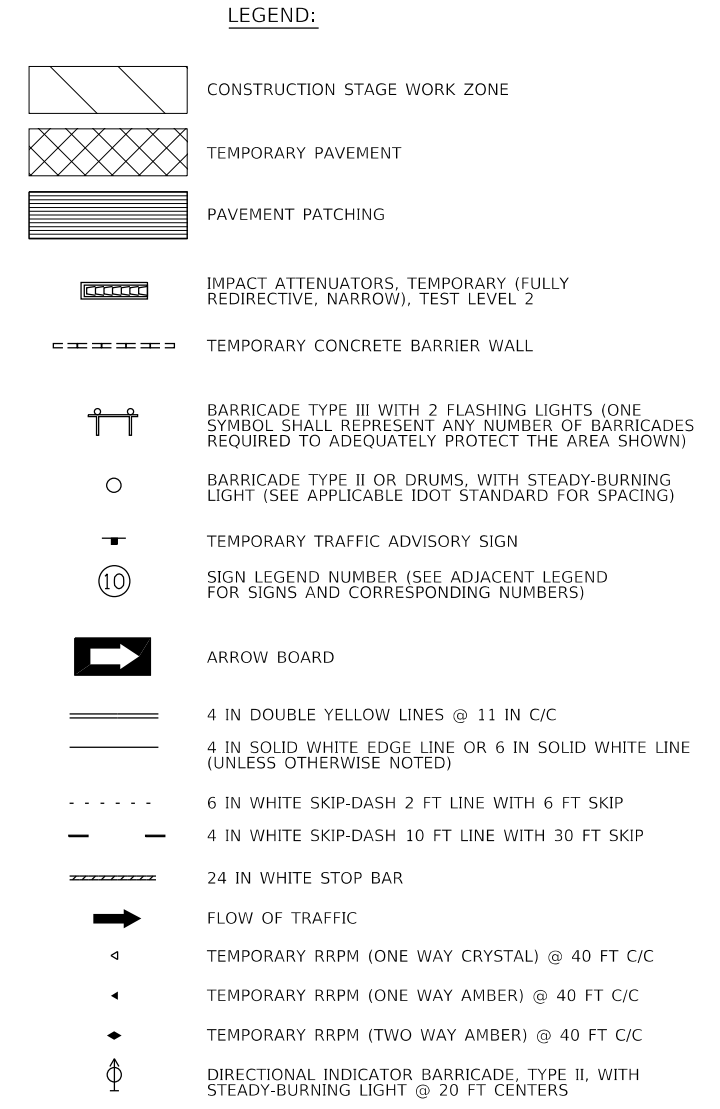 LEGEND:
CONSTRUCTION STAGE WORK ZONE
TEMPORARY PAVEMENT
PAVEMENT PATCHING
IMPACT ATTENUATORS, TEMPORARY (FULLY
REDIRECTIVE, NARROW), TEST LEVEL 2
TEMPORARY CONCRETE BARRIER WALL
BARRICADE TYPE III WITH 2 FLASHING LIGHTS (ONE
SYMBOL SHALL REPRESENT ANY NUMBER OF BARRICADES
REQUIRED TO ADEQUATELY PROTECT THE AREA SHOWN)
BARRICADE TYPE II OR DRUMS, WITH STEADY-BURNING
LIGHT (SEE APPLICABLE IDOT STANDARD FOR SPACING)
TEMPORARY TRAFFIC ADVISORY SIGN
10 SIGN LEGEND NUMBER (SEE ADJACENT LEGEND
FOR SIGNS AND CORRESPONDING NUMBERS)
ARROW BOARD
4 IN DOUBLE YELLOW LINES @ 11 IN C/C
4 IN SOLID WHITE EDGE LINE OR 6 IN SOLID WHITE LINE
(UNLESS OTHERWISE NOTED)
6 IN WHITE SKIP-DASH 2 FT LINE WITH 6 FT SKIP
4 IN WHITE SKIP-DASH 10 FT LINE WITH 30 FT SKIP
24 IN WHITE STOP BAR
FLOW OF TRAFFIC
TEMPORARY RRPM (ONE WAY CRYSTAL) @ 40 FT C/C
TEMPORARY RRPM (ONE WAY AMBER) @ 40 FT C/C
TEMPORARY RRPM (TWO WAY AMBER) @ 40 FT C/C
DIRECTIONAL INDICATOR BARRICADE, TYPE II, WITH
STEADY-BURNING LIGHT @ 20 FT CENTERS